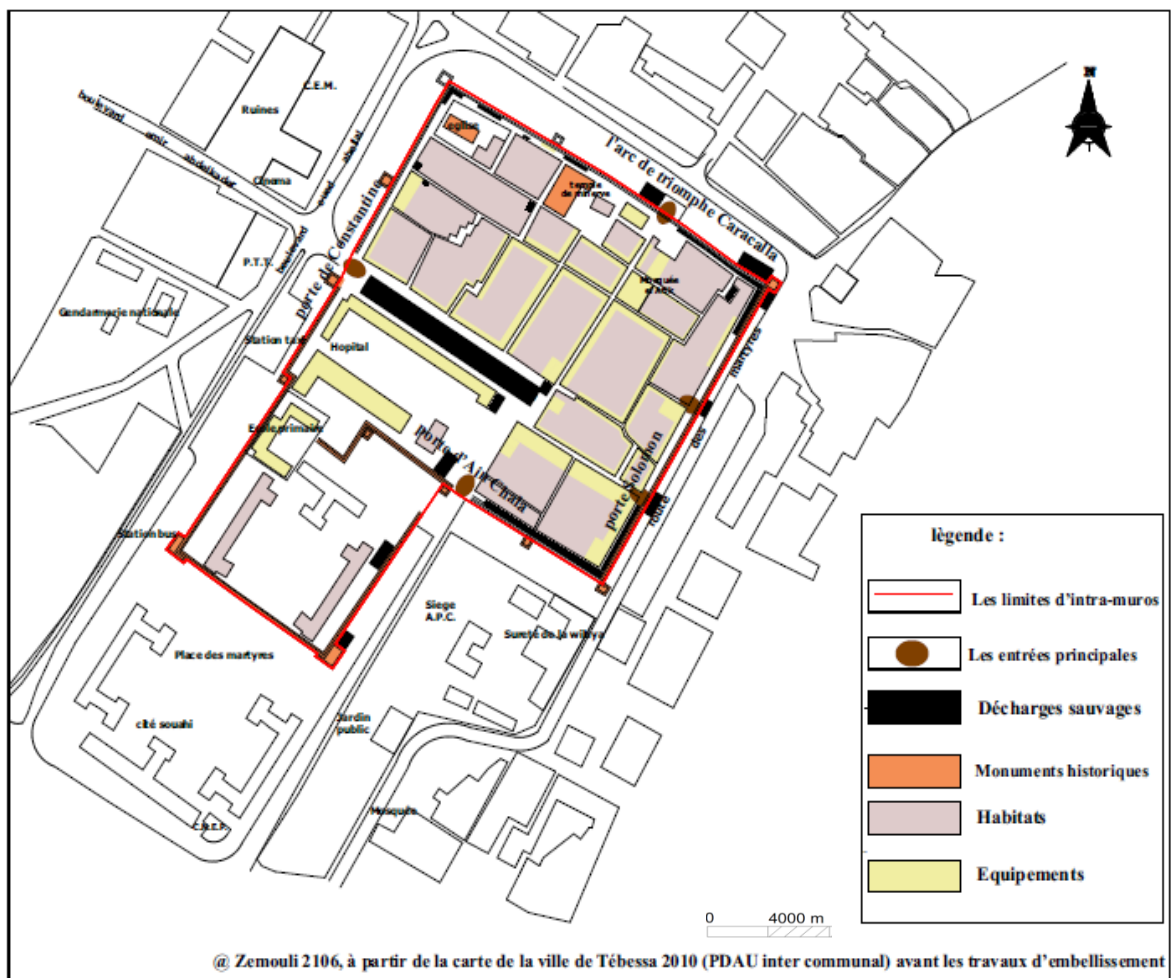 N
C.E.M.
Ruines
boulevard emir abdelkader
Cinema
oued
boulevard
P.T.T.
Gendarmerie nationale
Station taxi
porte de Constantine
eglise
temple
de minerve
l'arc de triomphe Caracalla
Mosquée
Hopital
Ecole primaire
porte d'Ain Chala
porte Solomon
route des martyres
Station bus
Siege
A.P.C.
Sureté de la wilaya
Place des martyres
cité souahi
Jardin
public
Mosquée
C.N.E.P.
lègende :
Les limites d'intra-muros
Les entrées principales
Décharges sauvages
Monuments historiques
Habitats
Equipements
0 4000 m
@ Zemouli 2106, à partir de la carte de la ville de Tébessa 2010 (PDAU inter communal) avant les travaux d'embellissement